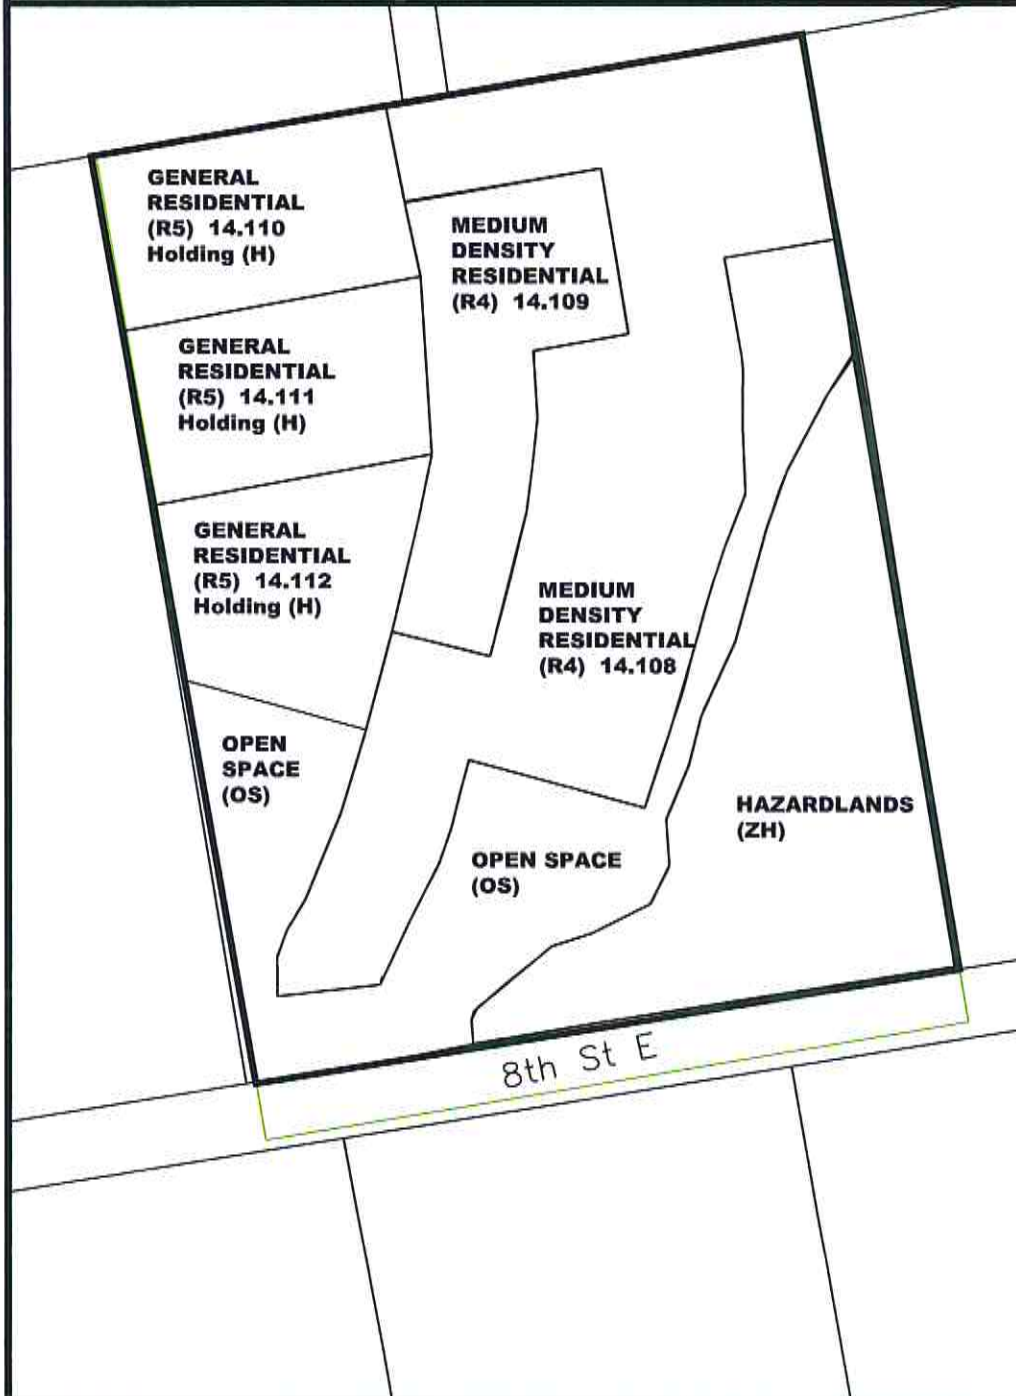 GENERAL
RESIDENTIAL
(R5) 14.110
Holding (H)
MEDIUM
DENSITY
RESIDENTIAL
(R4) 14.109
GENERAL
RESIDENTIAL
(R5) 14.111
Holding (H)
GENERAL
RESIDENTIAL
(R5) 14.112
Holding (H)
MEDIUM
DENSITY
RESIDENTIAL
(R4) 14.108
OPEN
SPACE
(OS)
HAZARDLANDS
(ZH)
OPEN SPACE
(OS)
8th St E